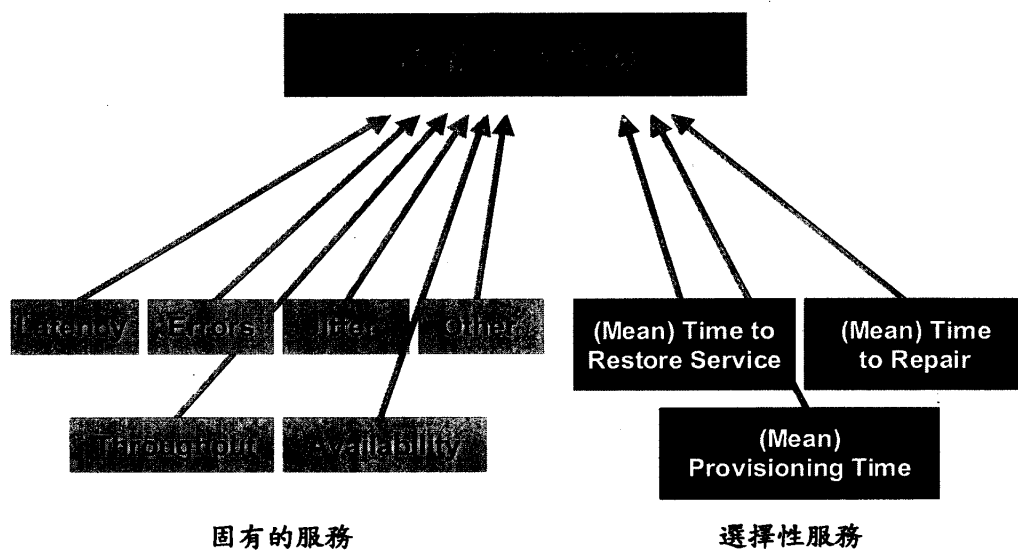 Latency
Errors
Jitter
Other
(Mean) Time to
Restore Service
(Mean) Time
to Repair
Throughput
Availability
(Mean)
Provisioning Time
固有的服務
選擇性服務